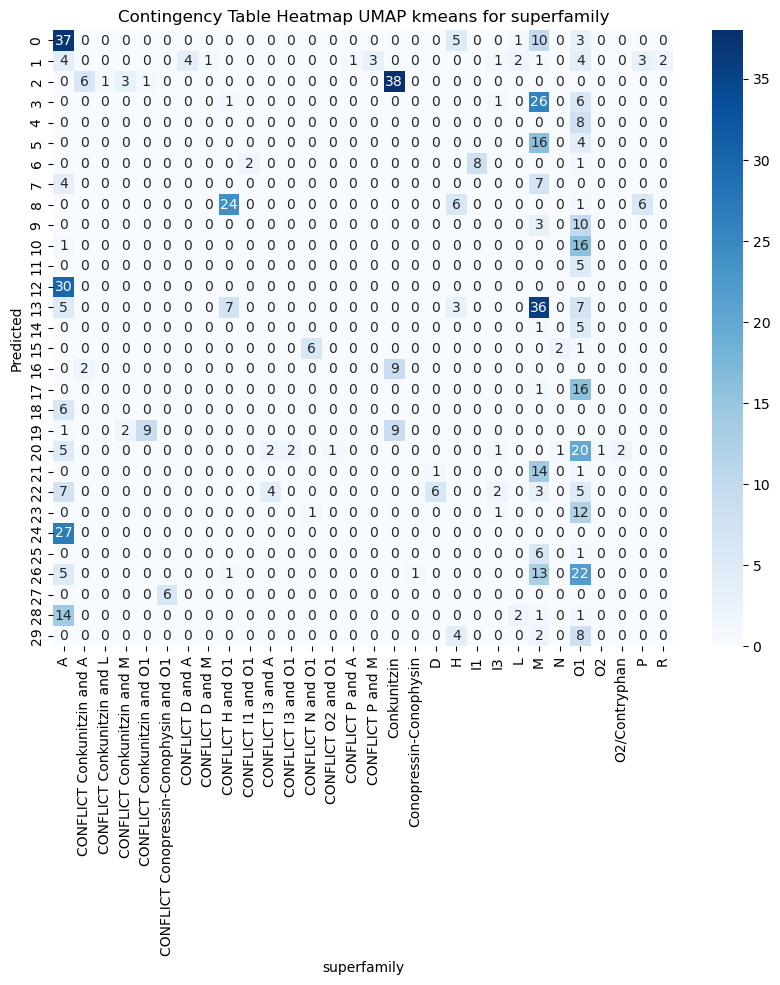 Contingency Table Heatmap UMAP kmeans for superfamily
Predicted
0 37 0 0 0 0 0 0 0 0 0 0 0 0 0 0 0 0 0 0 5 0 0 1 10 0 3 0 0 0 0
1 4 0 0 0 0 0 4 1 0 0 0 0 0 0 1 3 0 0 0 0 0 1 2 1 0 4 0 0 3 2
2 0 6 1 3 1 0 0 0 0 0 0 0 0 0 0 0 38 0 0 0 0 0 0 0 0 0 0 0 0 0
3 0 0 0 0 0 0 0 0 1 0 0 0 0 0 0 0 0 0 0 0 0 1 0 26 0 6 0 0 0 0
4 0 0 0 0 0 0 0 0 0 0 0 0 0 0 0 0 0 0 0 0 0 0 0 0 0 8 0 0 0 0
5 0 0 0 0 0 0 0 0 0 0 0 0 0 0 0 0 0 0 0 0 0 0 0 16 0 4 0 0 0 0
6 0 0 0 0 0 0 0 0 0 2 0 0 0 0 0 0 0 0 0 0 8 0 0 0 0 1 0 0 0 0
7 4 0 0 0 0 0 0 0 0 0 0 0 0 0 0 0 0 0 0 0 0 0 0 7 0 0 0 0 0 0
8 0 0 0 0 0 0 0 0 24 0 0 0 0 0 0 0 0 0 0 6 0 0 0 0 0 1 0 0 6 0
9 0 0 0 0 0 0 0 0 0 0 0 0 0 0 0 0 0 0 0 0 0 0 0 3 0 10 0 0 0 0
10 1 0 0 0 0 0 0 0 0 0 0 0 0 0 0 0 0 0 0 0 0 0 0 0 0 16 0 0 0 0
11 0 0 0 0 0 0 0 0 0 0 0 0 0 0 0 0 0 0 0 0 0 0 0 0 0 5 0 0 0 0
12 30 0 0 0 0 0 0 0 0 0 0 0 0 0 0 0 0 0 0 0 0 0 0 0 0 0 0 0 0 0
13 5 0 0 0 0 0 0 0 7 0 0 0 0 0 0 0 0 0 0 3 0 0 0 36 0 7 0 0 0 0
14 0 0 0 0 0 0 0 0 0 0 0 0 0 0 0 0 0 0 0 0 0 0 0 1 0 5 0 0 0 0
15 0 0 0 0 0 0 0 0 0 0 0 0 6 0 0 0 0 0 0 0 0 0 0 0 2 1 0 0 0 0
16 0 2 0 0 0 0 0 0 0 0 0 0 0 0 0 0 9 0 0 0 0 0 0 0 0 0 0 0 0 0
17 0 0 0 0 0 0 0 0 0 0 0 0 0 0 0 0 0 0 0 0 0 0 0 1 0 16 0 0 0 0
18 6 0 0 0 0 0 0 0 0 0 0 0 0 0 0 0 0 0 0 0 0 0 0 0 0 0 0 0 0 0
19 1 0 0 2 9 0 0 0 0 0 0 0 0 0 0 0 9 0 0 0 0 0 0 0 0 0 0 0 0 0
20 5 0 0 0 0 0 0 0 0 0 2 2 0 1 0 0 0 0 0 0 0 1 0 0 1 20 1 2 0 0
21 0 0 0 0 0 0 0 0 0 0 0 0 0 0 0 0 0 0 1 0 0 0 0 14 0 1 0 0 0 0
22 7 0 0 0 0 0 0 0 0 0 4 0 0 0 0 0 0 0 6 0 0 2 0 3 0 5 0 0 0 0
23 0 0 0 0 0 0 0 0 0 0 0 0 1 0 0 0 0 0 0 0 0 1 0 0 0 12 0 0 0 0
24 27 0 0 0 0 0 0 0 0 0 0 0 0 0 0 0 0 0 0 0 0 0 0 0 0 0 0 0 0 0
25 0 0 0 0 0 0 0 0 0 0 0 0 0 0 0 0 0 0 0 0 0 0 0 6 0 1 0 0 0 0
26 5 0 0 0 0 0 0 0 1 0 0 0 0 0 0 0 0 1 0 0 0 0 0 13 0 22 0 0 0 0
27 0 0 0 0 0 6 0 0 0 0 0 0 0 0 0 0 0 0 0 0 0 0 0 0 0 0 0 0 0 0
28 14 0 0 0 0 0 0 0 0 0 0 0 0 0 0 0 0 0 0 0 0 0 2 1 0 1 0 0 0 0
29 0 0 0 0 0 0 0 0 0 0 0 0 0 0 0 0 0 0 0 4 0 0 0 2 0 8 0 0 0 0
A
CONFLICT Conkunitzin and A
CONFLICT Conkunitzin and L
CONFLICT Conkunitzin and M
CONFLICT Conkunitzin and O1
CONFLICT Conopressin-Conophysin and O1
CONFLICT D and A
CONFLICT D and M
CONFLICT H and O1
CONFLICT I1 and O1
CONFLICT I3 and A
CONFLICT I3 and O1
CONFLICT N and O1
CONFLICT O2 and O1
CONFLICT P and A
CONFLICT P and M
Conkunitzin
Conopressin-Conophysin
D
H
I1
I3
L
M
N
O1
O2
O2/Contryphan
P
R
superfamily
35
30
25
20
15
10
5
0